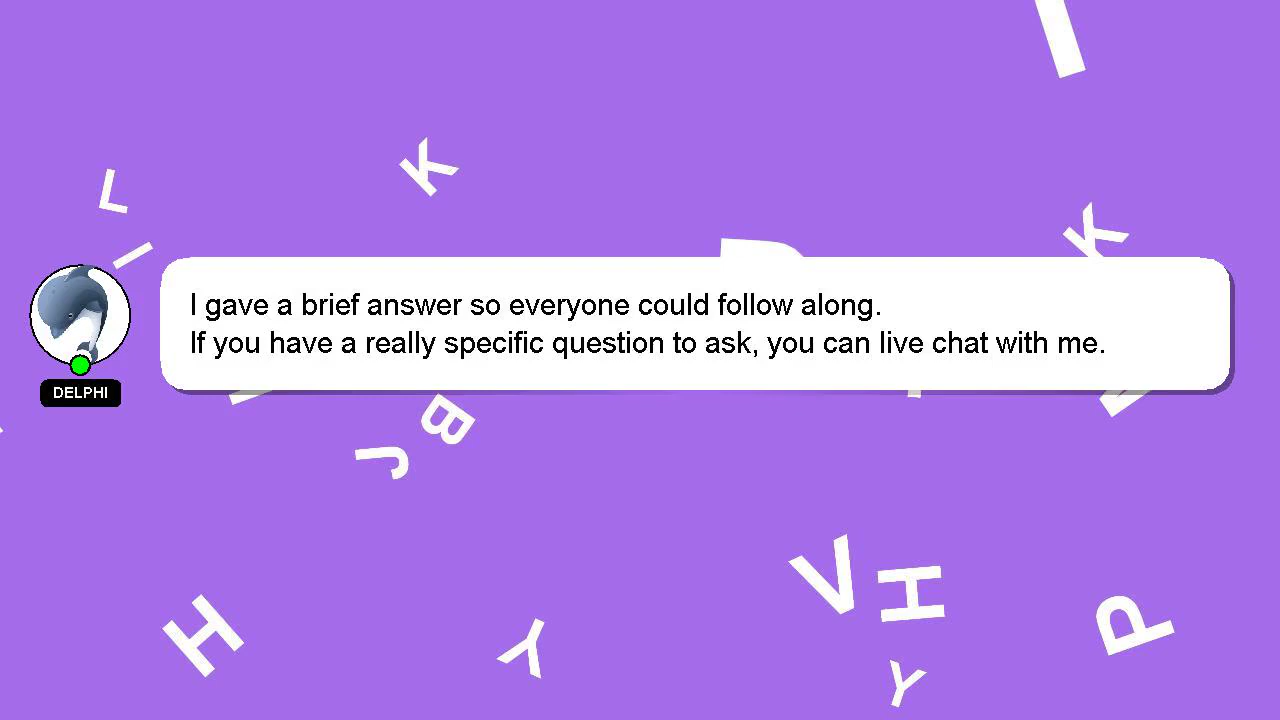 I
K
L
K
I
I gave a brief answer so everyone could follow along.
If you have a really specific question to ask, you can live chat with me.
DELPHI
B
J
V
H
H
P
Y
Y